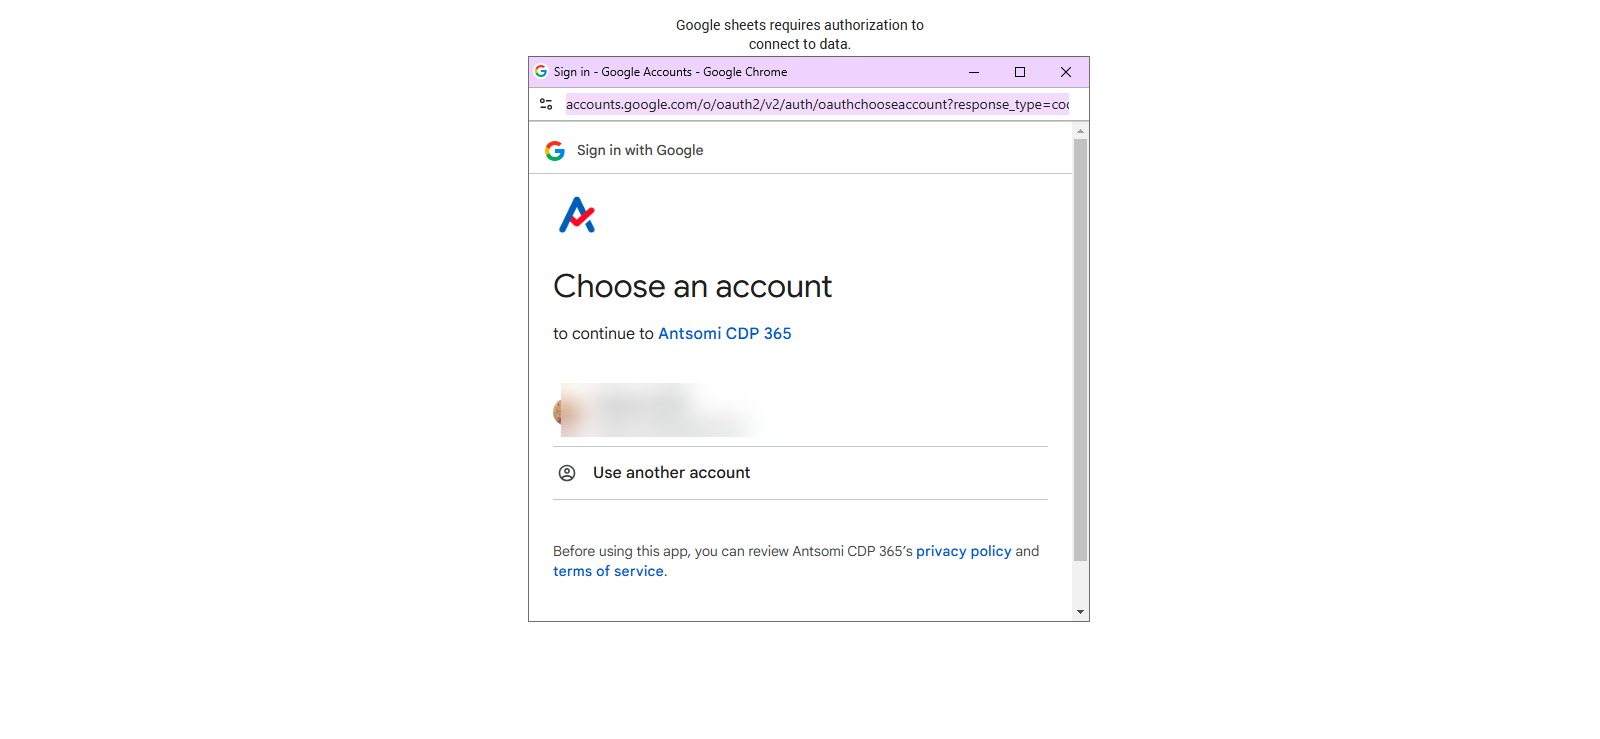 Google sheets requires authorization to
connect to data.
Sign in - Google Accounts - Google Chrome
accounts.google.com/o/oauth2/v2/auth/oauthchooseaccount?response_type=coc
Sign in with Google
Choose an account
to continue to Antsomi CDP 365
Use another account
Before using this app, you can review Antsomi CDP 365’s privacy policy and
terms of service.